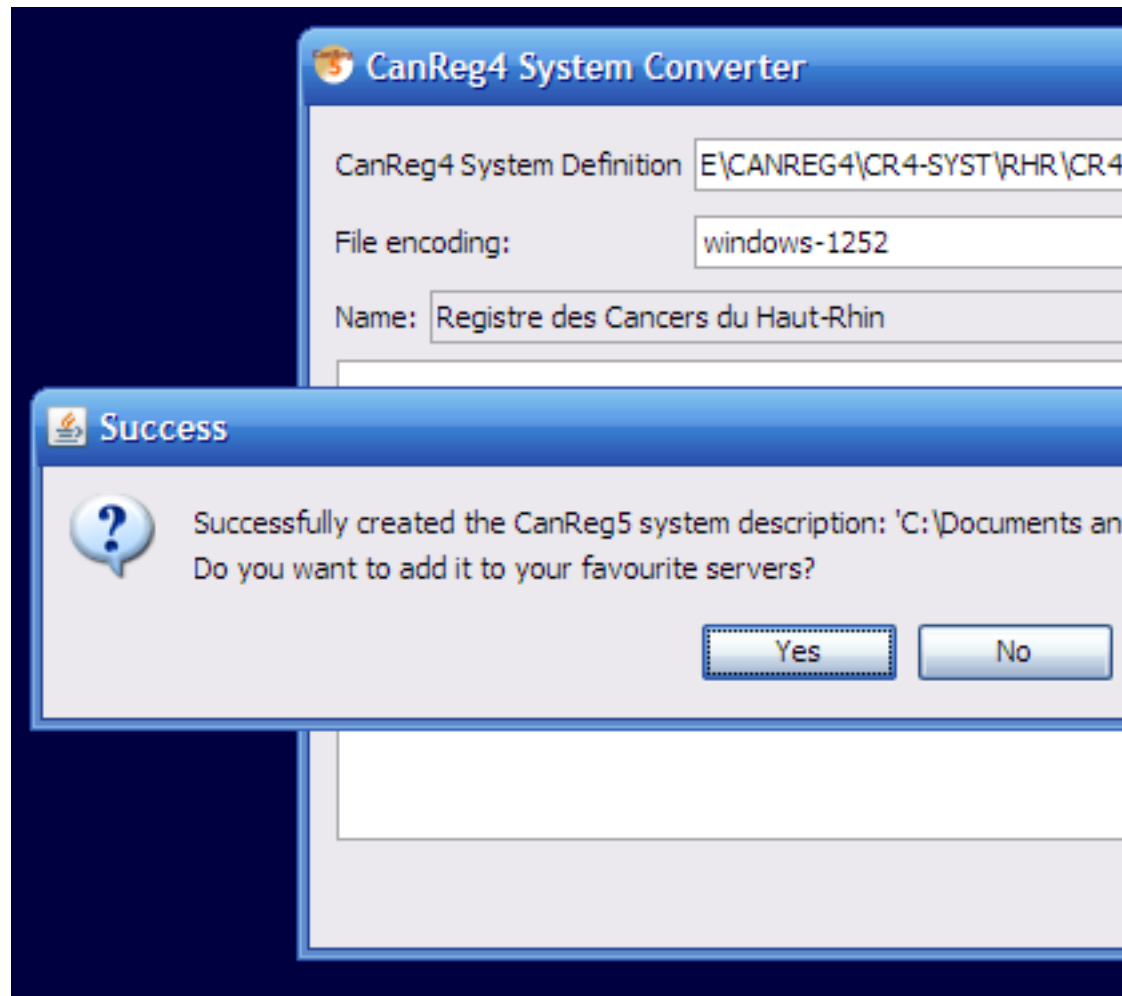 CanReg4 System Converter
CanReg4 System Definition E\CANREG4\CR4-SYST\RHR\CR4
File encoding: windows-1252
Name: Registre des Cancers du Haut-Rhin
Success
Successfully created the CanReg5 system description: 'C:\Documents an
Do you want to add it to your favourite servers?
Yes No